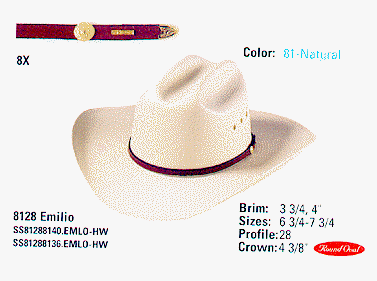 8X
Color: 81-Natural
8128 Emilio
SS81288140.EMLO-HW
SS81288136.EMLO-HW
Brim: 3 3/4, 4"
Sizes: 6 3/4-7 3/4
Profile:28
Crown:4 3/8"
Round Oval